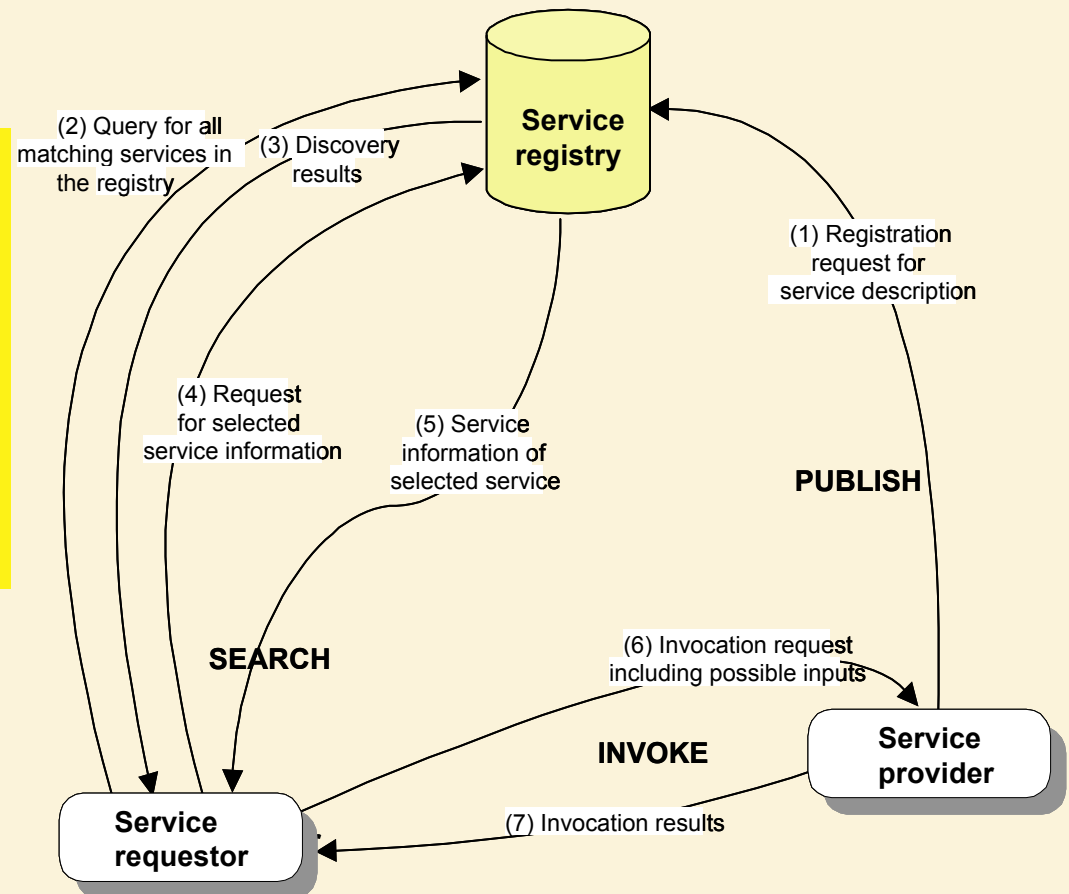 Service
registry
(2) Query for all
matching services in
the registry
(3) Discovery
results
(1) Registration
request for
service description
(4) Request
for selected
service information
(5) Service
information of
selected service
PUBLISH
SEARCH
(6) Invocation request
including possible inputs
INVOKE
Service
provider
(7) Invocation results
Service
requestor